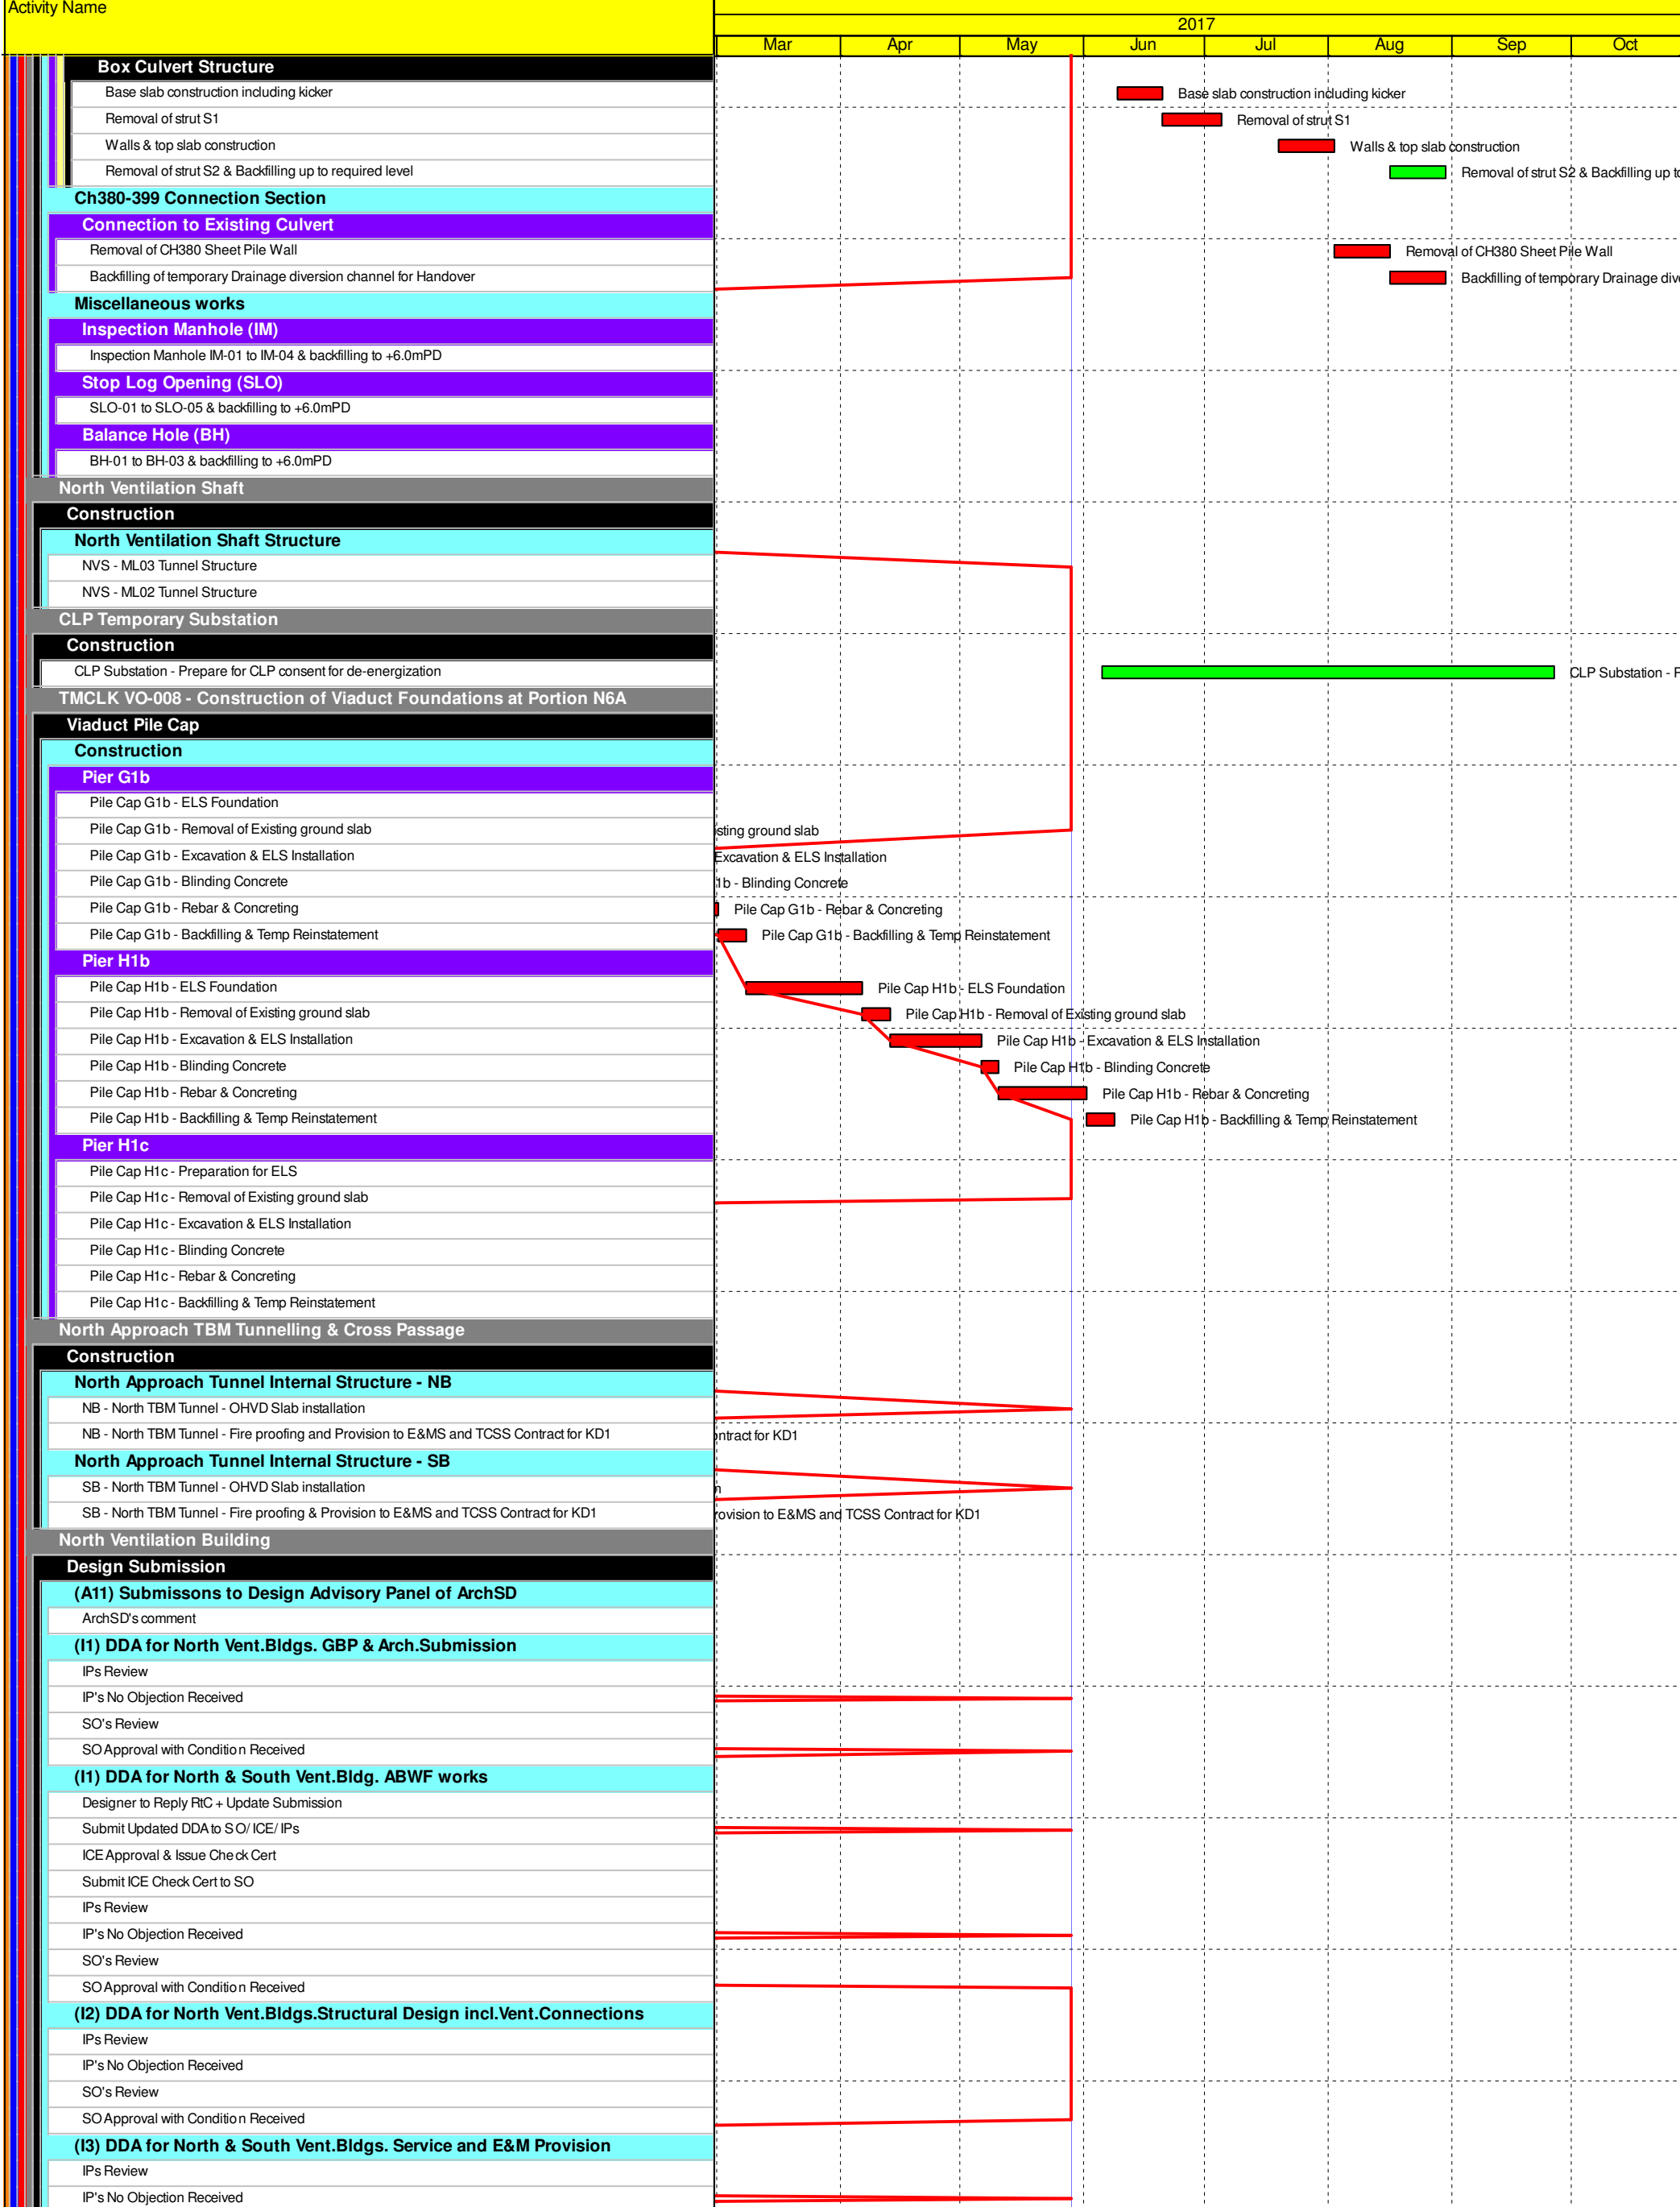 Activity Name
2017
Mar Apr May Jun Jul Aug Sep Oct
Box Culvert Structure
Base slab construction including kicker Base slab construction including kicker
Removal of strut S1 Removal of strut S1
Walls & top slab construction Walls & top slab construction
Removal of strut S2 & Backfilling up to required level Removal of strut S2 & Backfilling up to
Ch380-399 Connection Section
Connection to Existing Culvert
Removal of CH380 Sheet Pile Wall Removal of CH380 Sheet Pile Wall
Backfilling of temporary Drainage diversion channel for Handover Backfilling of temporary Drainage dive
Miscellaneous works
Inspection Manhole (IM)
Inspection Manhole IM-01 to IM-04 & backfilling to +6.0mPD
Stop Log Opening (SLO)
SLO-01 to SLO-05 & backfilling to +6.0mPD
Balance Hole (BH)
BH-01 to BH-03 & backfilling to +6.0mPD
North Ventilation Shaft
Construction
North Ventilation Shaft Structure
NVS - ML03 Tunnel Structure
NVS - ML02 Tunnel Structure
CLP Temporary Substation
Construction
CLP Substation - Prepare for CLP consent for de-energization CLP Substation - P
TMCLK VO-008 - Construction of Viaduct Foundations at Portion N6A
Viaduct Pile Cap
Construction
Pier G1b
Pile Cap G1b - ELS Foundation
Pile Cap G1b - Removal of Existing ground slab sting ground slab
Pile Cap G1b - Excavation & ELS Installation Excavation & ELS Installation
Pile Cap G1b - Blinding Concrete 1b - Blinding Concrete
Pile Cap G1b - Rebar & Concreting Pile Cap G1b - Rebar & Concreting
Pile Cap G1b - Backfilling & Temp Reinstatement Pile Cap G1b - Backfilling & Temp Reinstatement
Pier H1b
Pile Cap H1b - ELS Foundation Pile Cap H1b - ELS Foundation
Pile Cap H1b - Removal of Existing ground slab Pile Cap H1b - Removal of Existing ground slab
Pile Cap H1b - Excavation & ELS Installation Pile Cap H1b - Excavation & ELS Installation
Pile Cap H1b - Blinding Concrete Pile Cap H1b - Blinding Concrete
Pile Cap H1b - Rebar & Concreting Pile Cap H1b - Rebar & Concreting
Pile Cap H1b - Backfilling & Temp Reinstatement Pile Cap H1b - Backfilling & Temp Reinstatement
Pier H1c
Pile Cap H1c - Preparation for ELS
Pile Cap H1c - Removal of Existing ground slab
Pile Cap H1c - Excavation & ELS Installation
Pile Cap H1c - Blinding Concrete
Pile Cap H1c - Rebar & Concreting
Pile Cap H1c - Backfilling & Temp Reinstatement
North Approach TBM Tunnelling & Cross Passage
Construction
North Approach Tunnel Internal Structure - NB
NB - North TBM Tunnel - OHVD Slab installation
NB - North TBM Tunnel - Fire proofing and Provision to E&MS and TCSS Contract for KD1 ontract for KD1
North Approach Tunnel Internal Structure - SB
SB - North TBM Tunnel - OHVD Slab installation n
SB - North TBM Tunnel - Fire proofing & Provision to E&MS and TCSS Contract for KD1 rovision to E&MS and TCSS Contract for KD1
North Ventilation Building
Design Submission
(A11) Submissons to Design Advisory Panel of ArchSD
ArchSD's comment
(I1) DDA for North Vent.Bldgs. GBP & Arch.Submission
IPs Review
IP's No Objection Received
SO's Review
SO Approval with Condition Received
(I1) DDA for North & South Vent.Bldg. ABWF works
Designer to Reply RtC + Update Submission
Submit Updated DDA to SO/ ICE/ IPs
ICE Approval & Issue Check Cert
Submit ICE Check Cert to SO
IPs Review
IP's No Objection Received
SO's Review
SO Approval with Condition Received
(I2) DDA for North Vent.Bldgs.Structural Design incl.Vent.Connections
IPs Review
IP's No Objection Received
SO's Review
SO Approval with Condition Received
(I3) DDA for North & South Vent.Bldgs. Service and E&M Provision
IPs Review
IP's No Objection Received